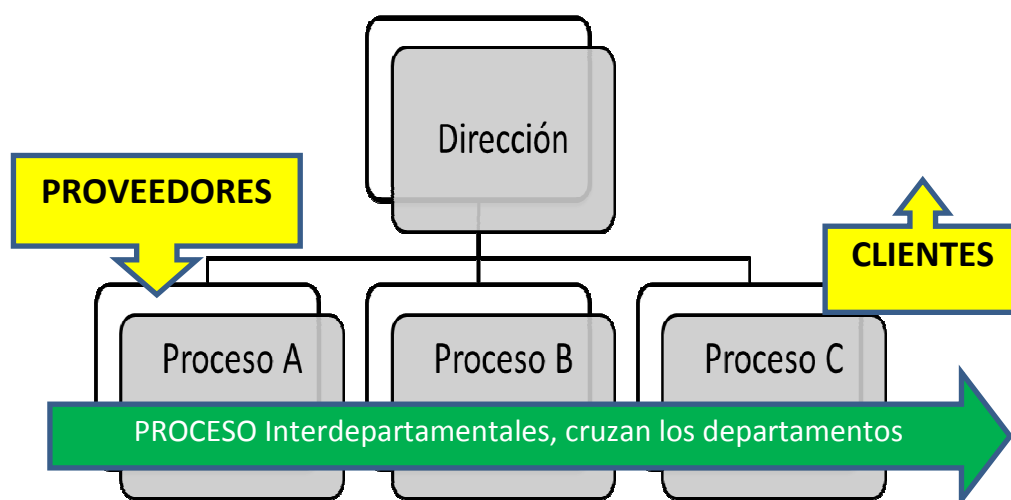 Dirección
PROVEEDORES
CLIENTES
Proceso A
Proceso B
Proceso C
PROCESO Interdepartamentales, cruzan los departamentos